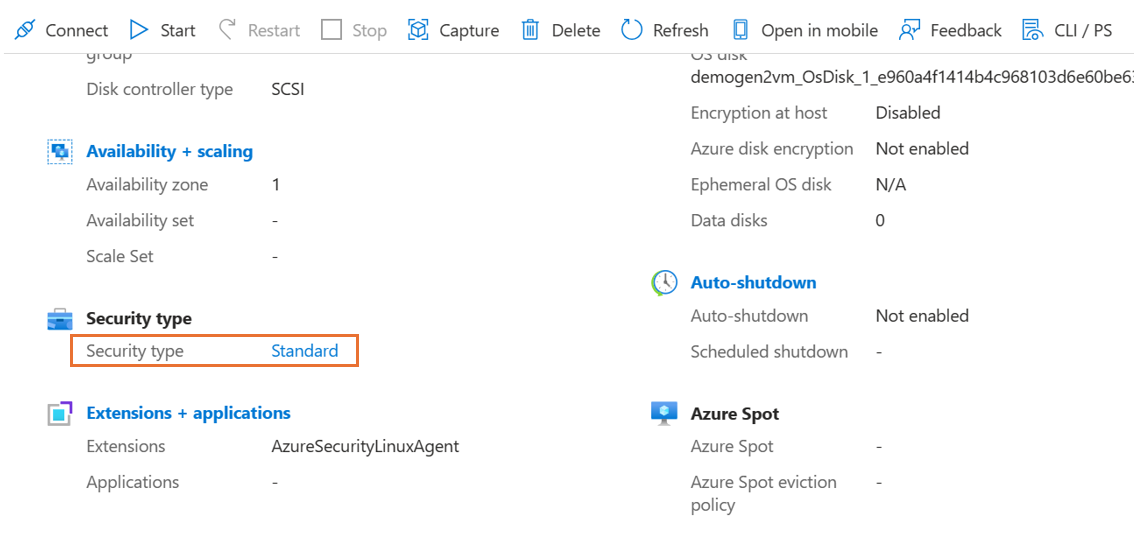 Connect Start Restart Stop Capture Delete Refresh Open in mobile Feedback CLI / PS
group
Disk controller type SCSI
Availability + scaling
Availability zone 1
Availability set -
Scale Set -
Security type
Security type Standard
Extensions + applications
Extensions AzureSecurityLinuxAgent
Applications -
OS disk
demogen2vm_OsDisk_1_e960a4f1414b4c968103d6e60be63
Encryption at host Disabled
Azure disk encryption Not enabled
Ephemeral OS disk N/A
Data disks 0
Auto-shutdown
Auto-shutdown Not enabled
Scheduled shutdown -
Azure Spot
Azure Spot -
Azure Spot eviction -
policy